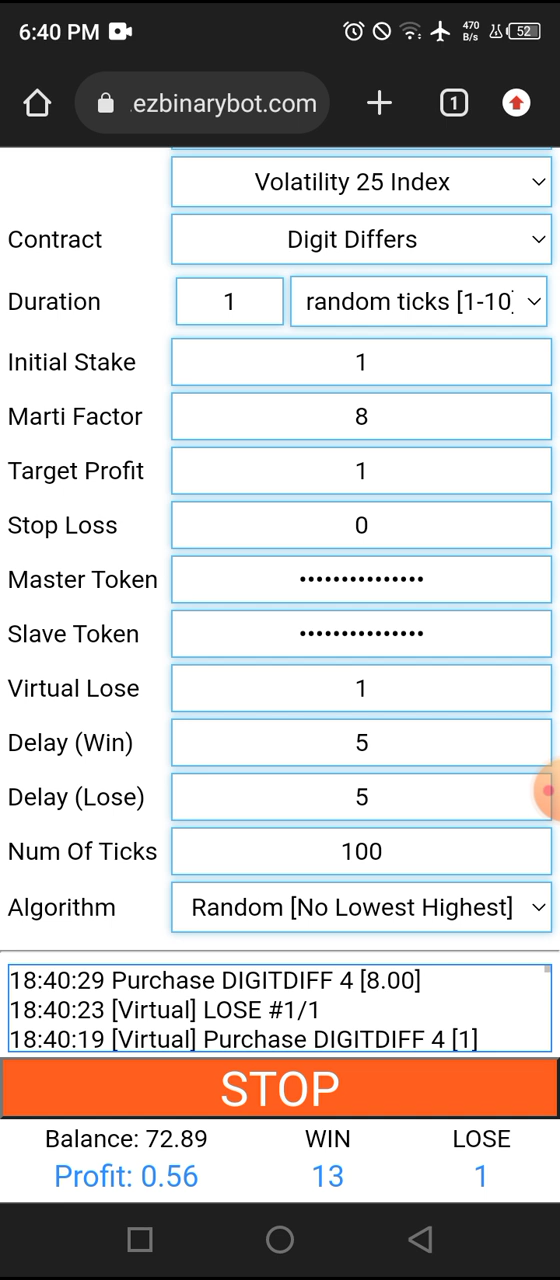 6:40 PM
470
B/s
52
.ezbinarybot.com
1
Volatility 25 Index
Contract
Digit Differs
Duration
1
random ticks [1-10]
Initial Stake
1
Marti Factor
8
Target Profit
1
Stop Loss
0
Master Token
•••••••••••••••
Slave Token
•••••••••••••••
Virtual Lose
1
Delay (Win)
5
Delay (Lose)
5
Num Of Ticks
100
Algorithm
Random [No Lowest Highest]
18:40:29 Purchase DIGITDIFF 4 [8.00]
18:40:23 [Virtual] LOSE #1/1
18:40:19 [Virtual] Purchase DIGITDIFF 4 [1]
STOP
Balance: 72.89
WIN
LOSE
Profit: 0.56
13
1